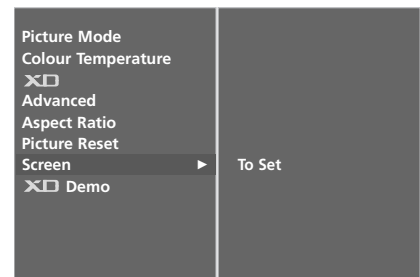 Picture Mode
Colour Temperature
XD
Advanced
Aspect Ratio
Picture Reset
Screen ► To Set
XD Demo